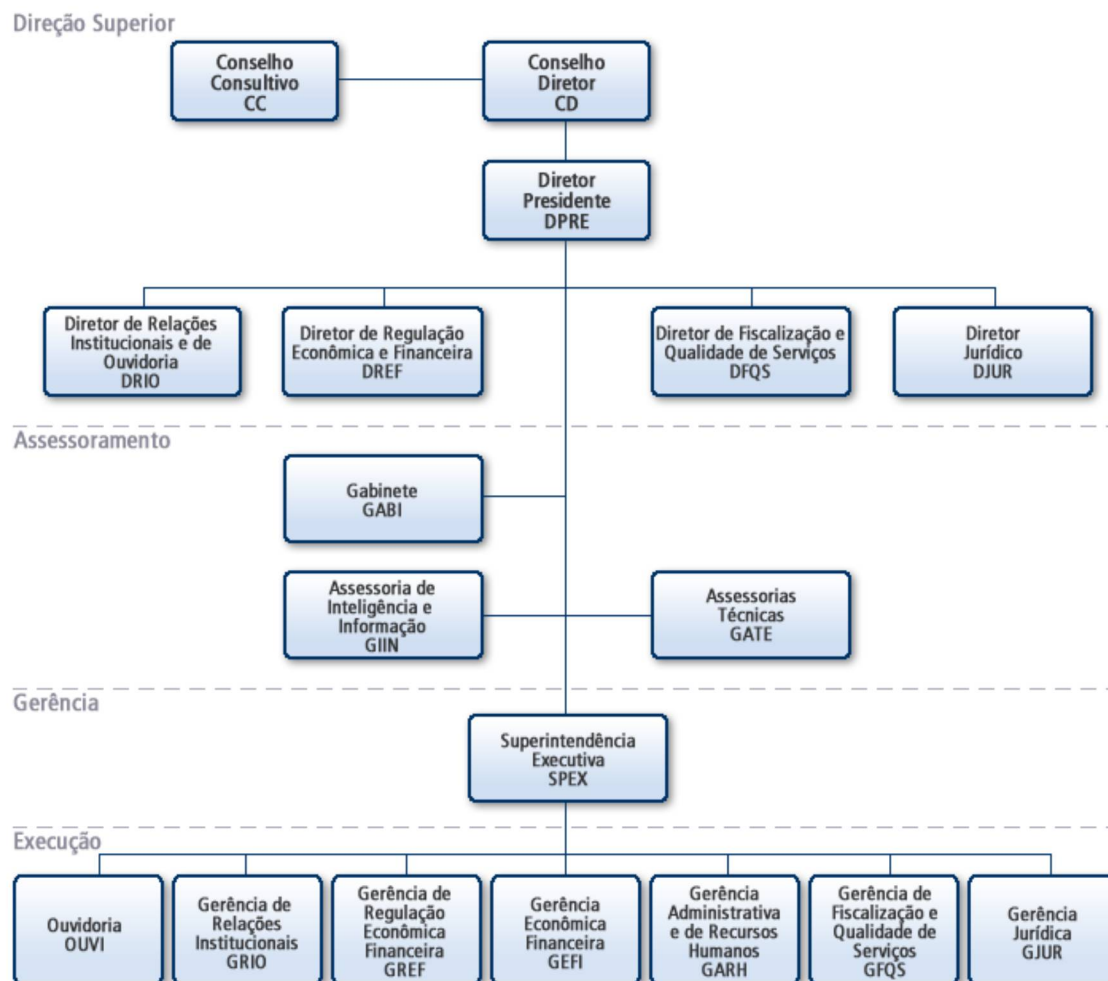 Direção Superior
Conselho
Consultivo
CC
Conselho
Diretor
CD
Diretor
Presidente
DPRE
Diretor de Relações
Institucionais e de
Ouvidoria
DRIO
Diretor de Regulação
Econômica e Financeira
DREF
Diretor de Fiscalização e
Qualidade de Serviços
DFQS
Diretor
Jurídico
DJUR
Assessoramento
Gabinete
GABI
Assessoria de
Inteligência e
Informação
GIIN
Assessorias
Técnicas
GATE
Gerência
Superintendência
Executiva
SPEX
Execução
Ouvidoria
OUVI
Gerência de
Relações
Institucionais
GRIO
Gerência de
Regulação
Econômica
Financeira
GREF
Gerência
Econômica
Financeira
GEFI
Gerência
Administrativa
e de Recursos
Humanos
GARH
Gerência de
Fiscalização e
Qualidade de
Serviços
GFQS
Gerência
Jurídica
GJUR